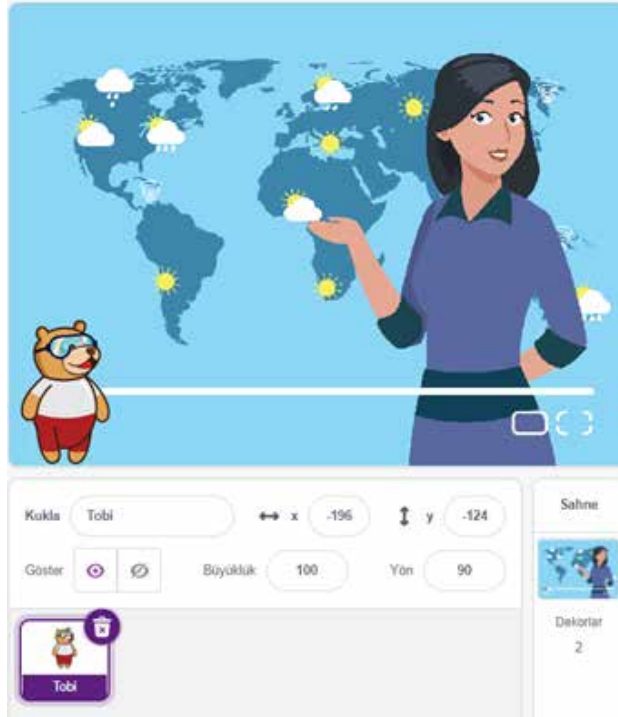 Kukla Tobi x -196 y -124
Göster Büyüklük 100 Yön 90
Tobi
Sahne
Dekorlar
2